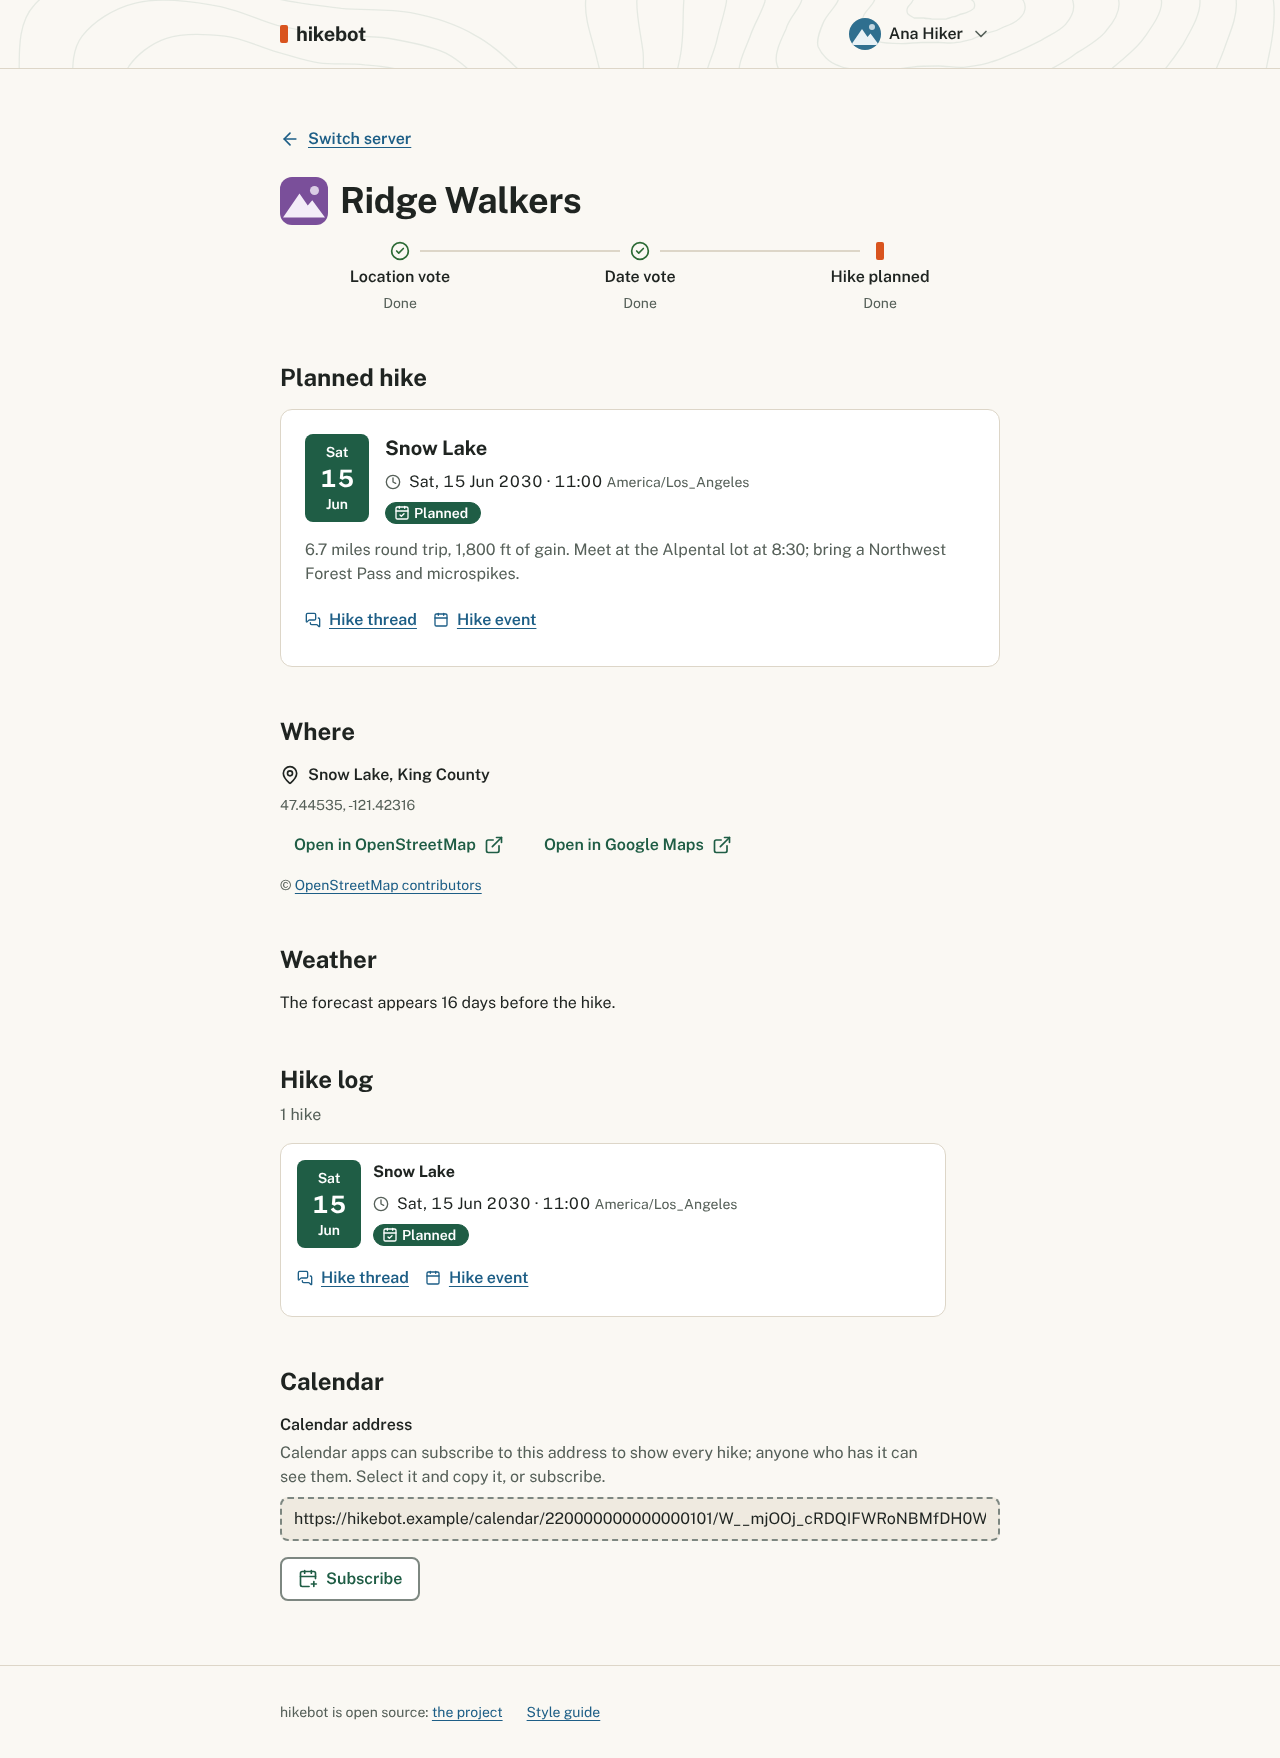 hikebot
Ana Hiker
Switch server
Ridge Walkers
Location vote
Done
Date vote
Done
Hike planned
Done
Planned hike
Sat
15
Jun
Snow Lake
Sat, 15 Jun 2030 · 11:00 America/Los_Angeles
Planned
6.7 miles round trip, 1,800 ft of gain. Meet at the Alpental lot at 8:30; bring a Northwest
Forest Pass and microspikes.
Hike thread
Hike event
Where
Snow Lake, King County
47.44535, -121.42316
Open in OpenStreetMap
Open in Google Maps
© OpenStreetMap contributors
Weather
The forecast appears 16 days before the hike.
Hike log
1 hike
Sat
15
Jun
Snow Lake
Sat, 15 Jun 2030 · 11:00 America/Los_Angeles
Planned
Hike thread
Hike event
Calendar
Calendar address
Calendar apps can subscribe to this address to show every hike; anyone who has it can
see them. Select it and copy it, or subscribe.
https://hikebot.example/calendar/220000000000000101/W__mjOOj_cRDQIFWRoNBMfDH0W
Subscribe
hikebot is open source: the project
Style guide